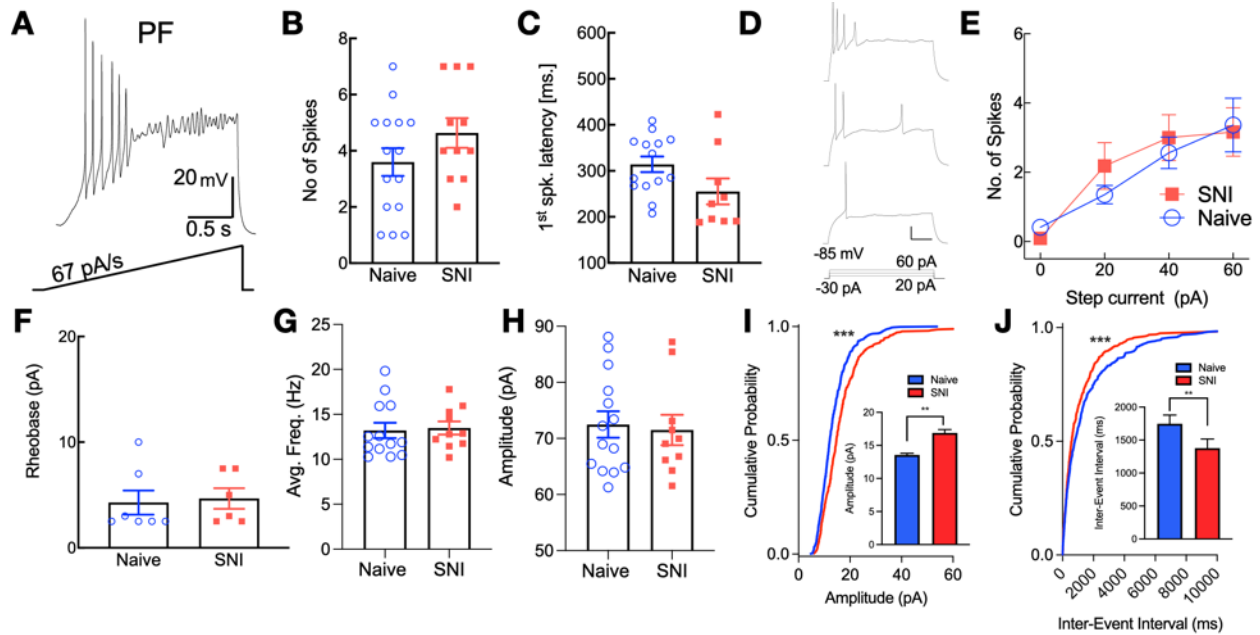 A
PF
20 mV
0.5 s
67 pA/s
B
No of Spikes
8
6
4
2
0
Naive
SNI
C
1st spk. latency [ms.]
600
500
400
300
200
100
Naive
SNI
D
-85 mV
60 pA
-30 pA
20 pA
E
No. of Spikes
6
4
2
0
SNI
Naive
0
20
40
60
Step current (pA)
F
Rheobase (pA)
20
10
0
Naive
SNI
G
Avg. Freq. (Hz)
25
20
15
10
5
0
Naive
SNI
H
Amplitude (pA)
90
80
70
60
50
Naive
SNI
I
Cumulative Probability
1.0
0.5
0.0
***
Naive
SNI
Amplitude (pA)
20
15
10
5
0
**
0
20
40
60
Amplitude (pA)
J
Cumulative Probability
1.0
0.5
0.0
***
Naive
SNI
Inter-Event Interval (ms)
2000
1500
1000
500
0
**
0
2000
4000
6000
8000
10000
Inter-Event Interval (ms)